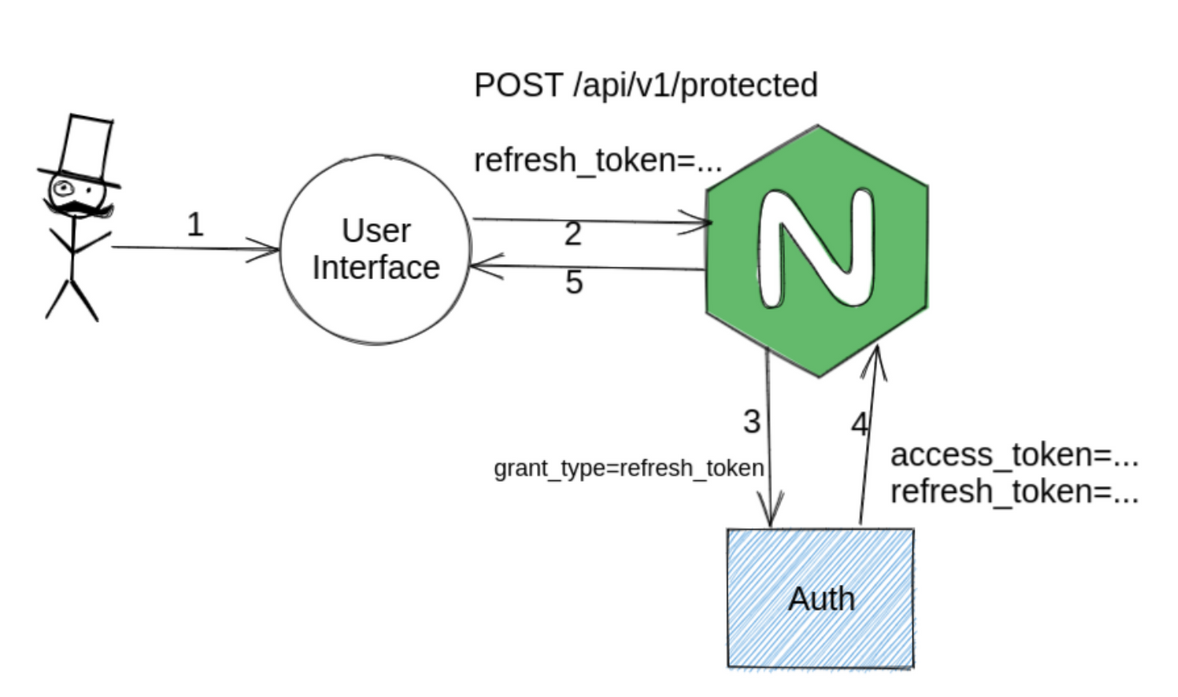 POST /api/v1/protected
refresh_token=...
1
User
Interface
2
5
N
3
4
grant_type=refresh_token
access_token=...
refresh_token=...
Auth